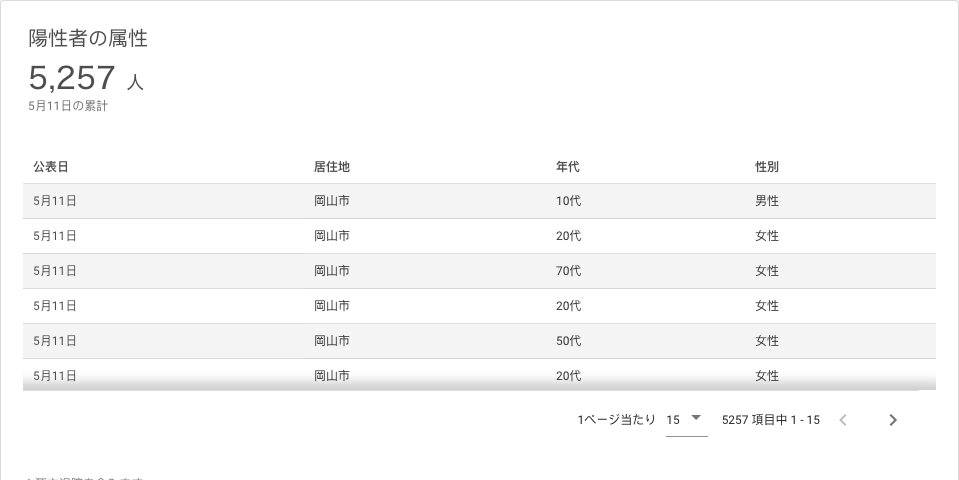 陽性者の属性
5,257 人
5月11日の累計
公表日 居住地 年代 性別
5月11日 岡山市 10代 男性
5月11日 岡山市 20代 女性
5月11日 岡山市 70代 女性
5月11日 岡山市 20代 女性
5月11日 岡山市 50代 女性
5月11日 岡山市 20代 女性
1ページ当たり 15 5257 項目中 1 - 15